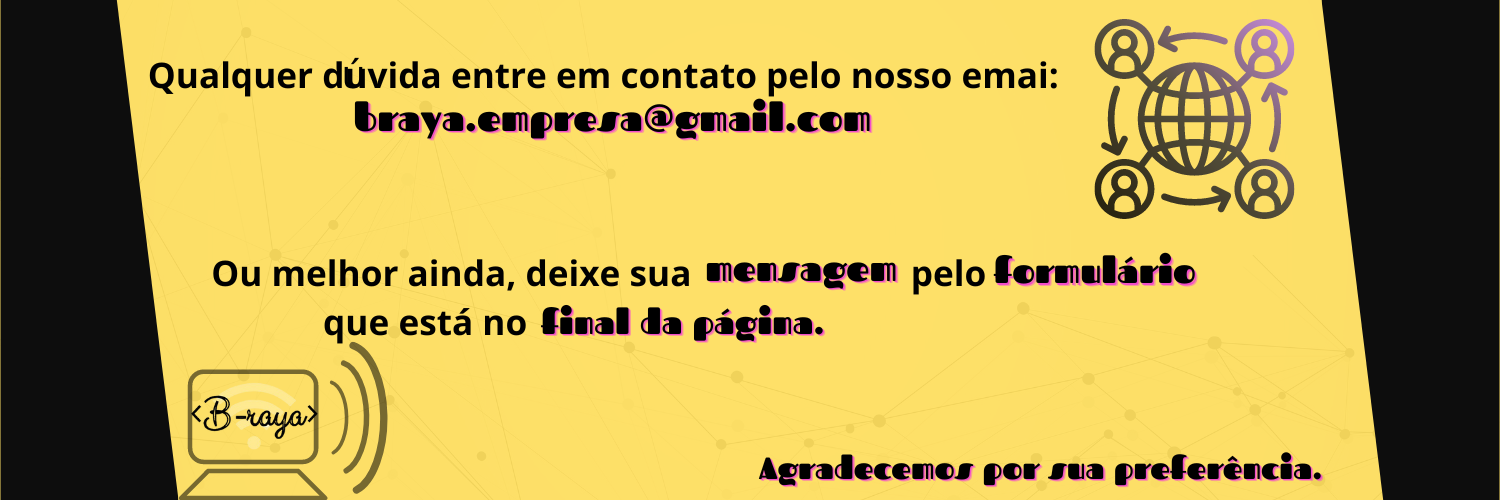 Qualquer dúvida entre em contato pelo nosso emai:
braya.empresa@gmail.com
Ou melhor ainda, deixe sua mensagem pelo formulário
que está no final da página.
<B-raya>
Agradecemos por sua preferência.